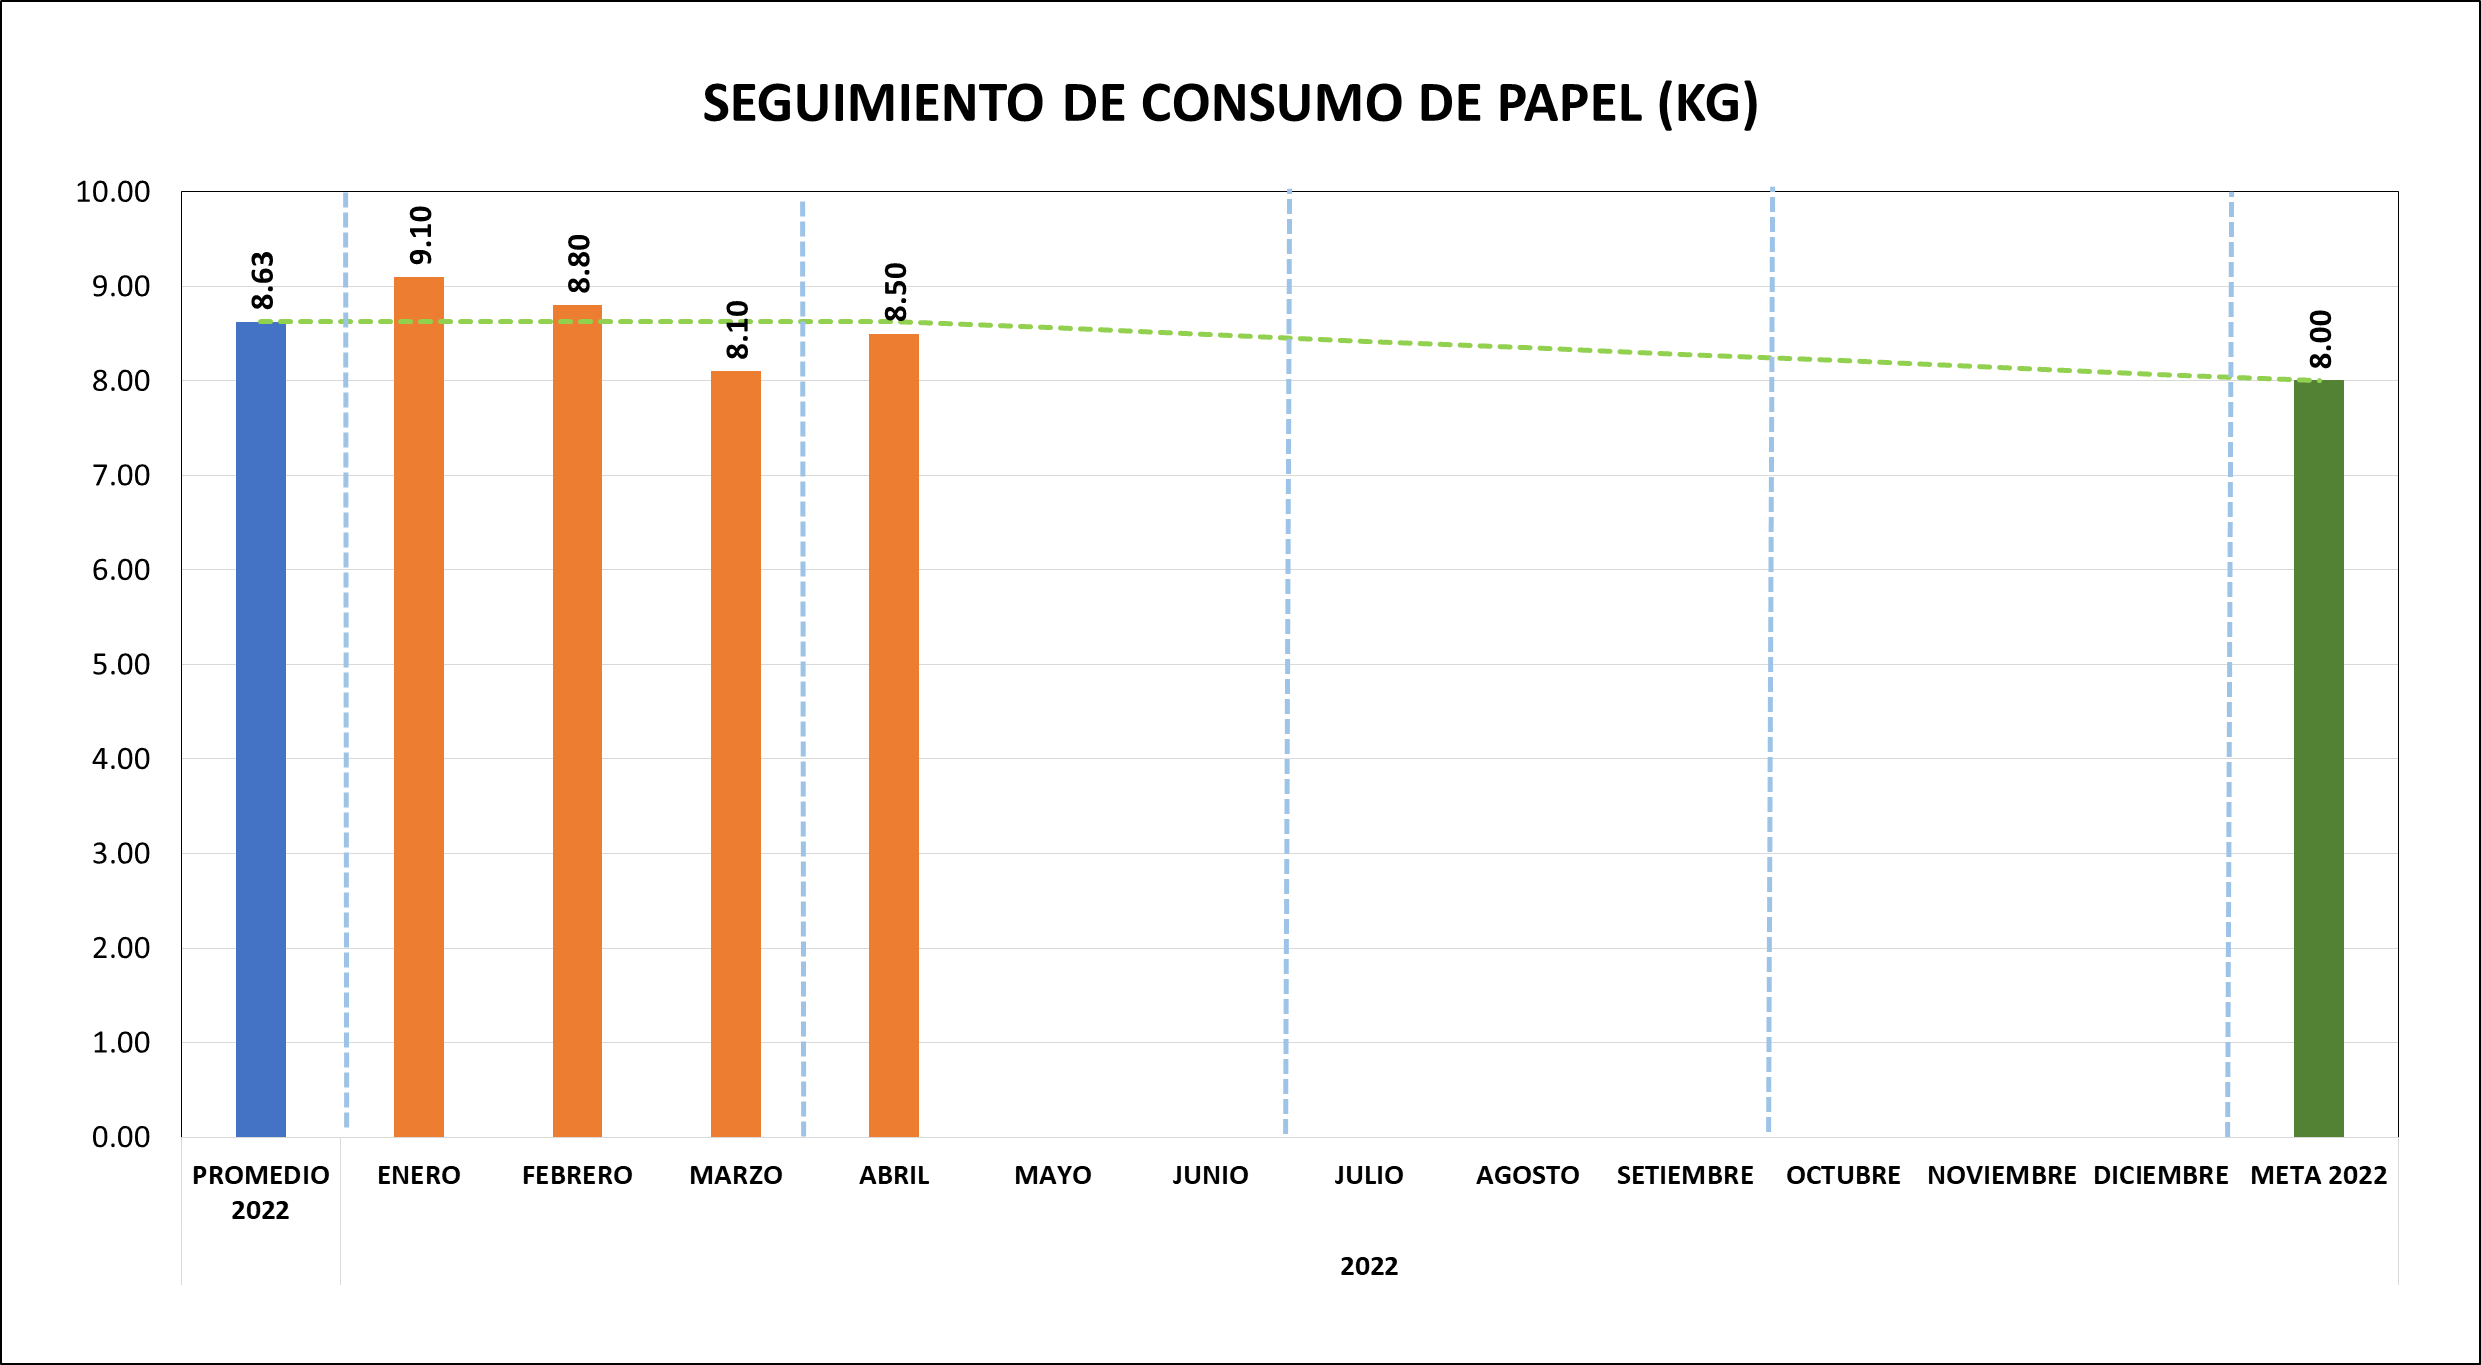 SEGUIMIENTO DE CONSUMO DE PAPEL (KG)
10.00
9.00
8.00
7.00
6.00
5.00
4.00
3.00
2.00
1.00
0.00
8.63
9.10
8.80
8.10
8.50
8.00
PROMEDIO
2022
ENERO
FEBRERO
MARZO
ABRIL
MAYO
JUNIO
JULIO
AGOSTO
SETIEMBRE
OCTUBRE
NOVIEMBRE
DICIEMBRE
META 2022
2022